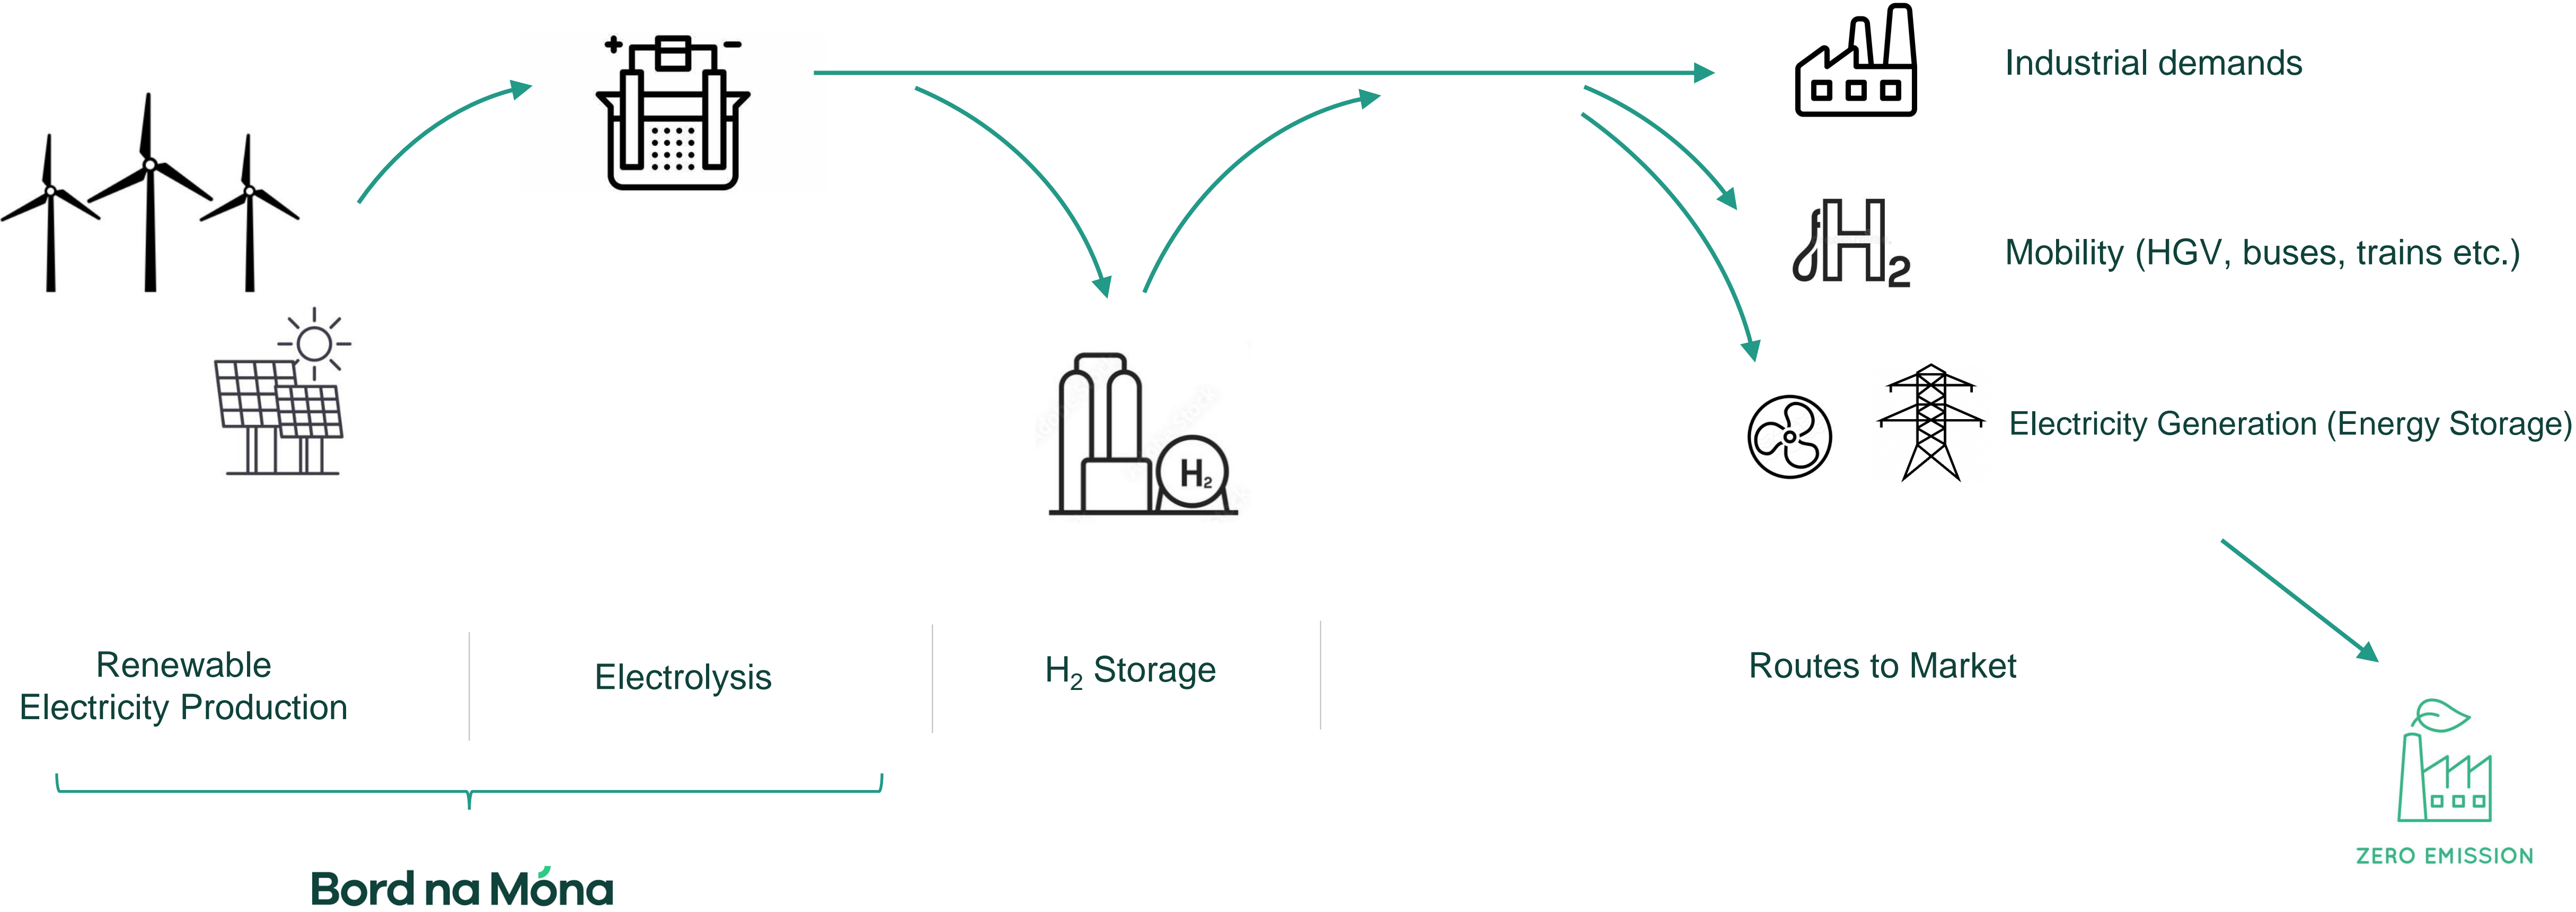 Industrial demands
H2
Mobility (HGV, buses, trains etc.)
Electricity Generation (Energy Storage)
H2
Renewable
Electricity Production
Electrolysis
H₂ Storage
Routes to Market
ZERO EMISSION
Bord na Móna